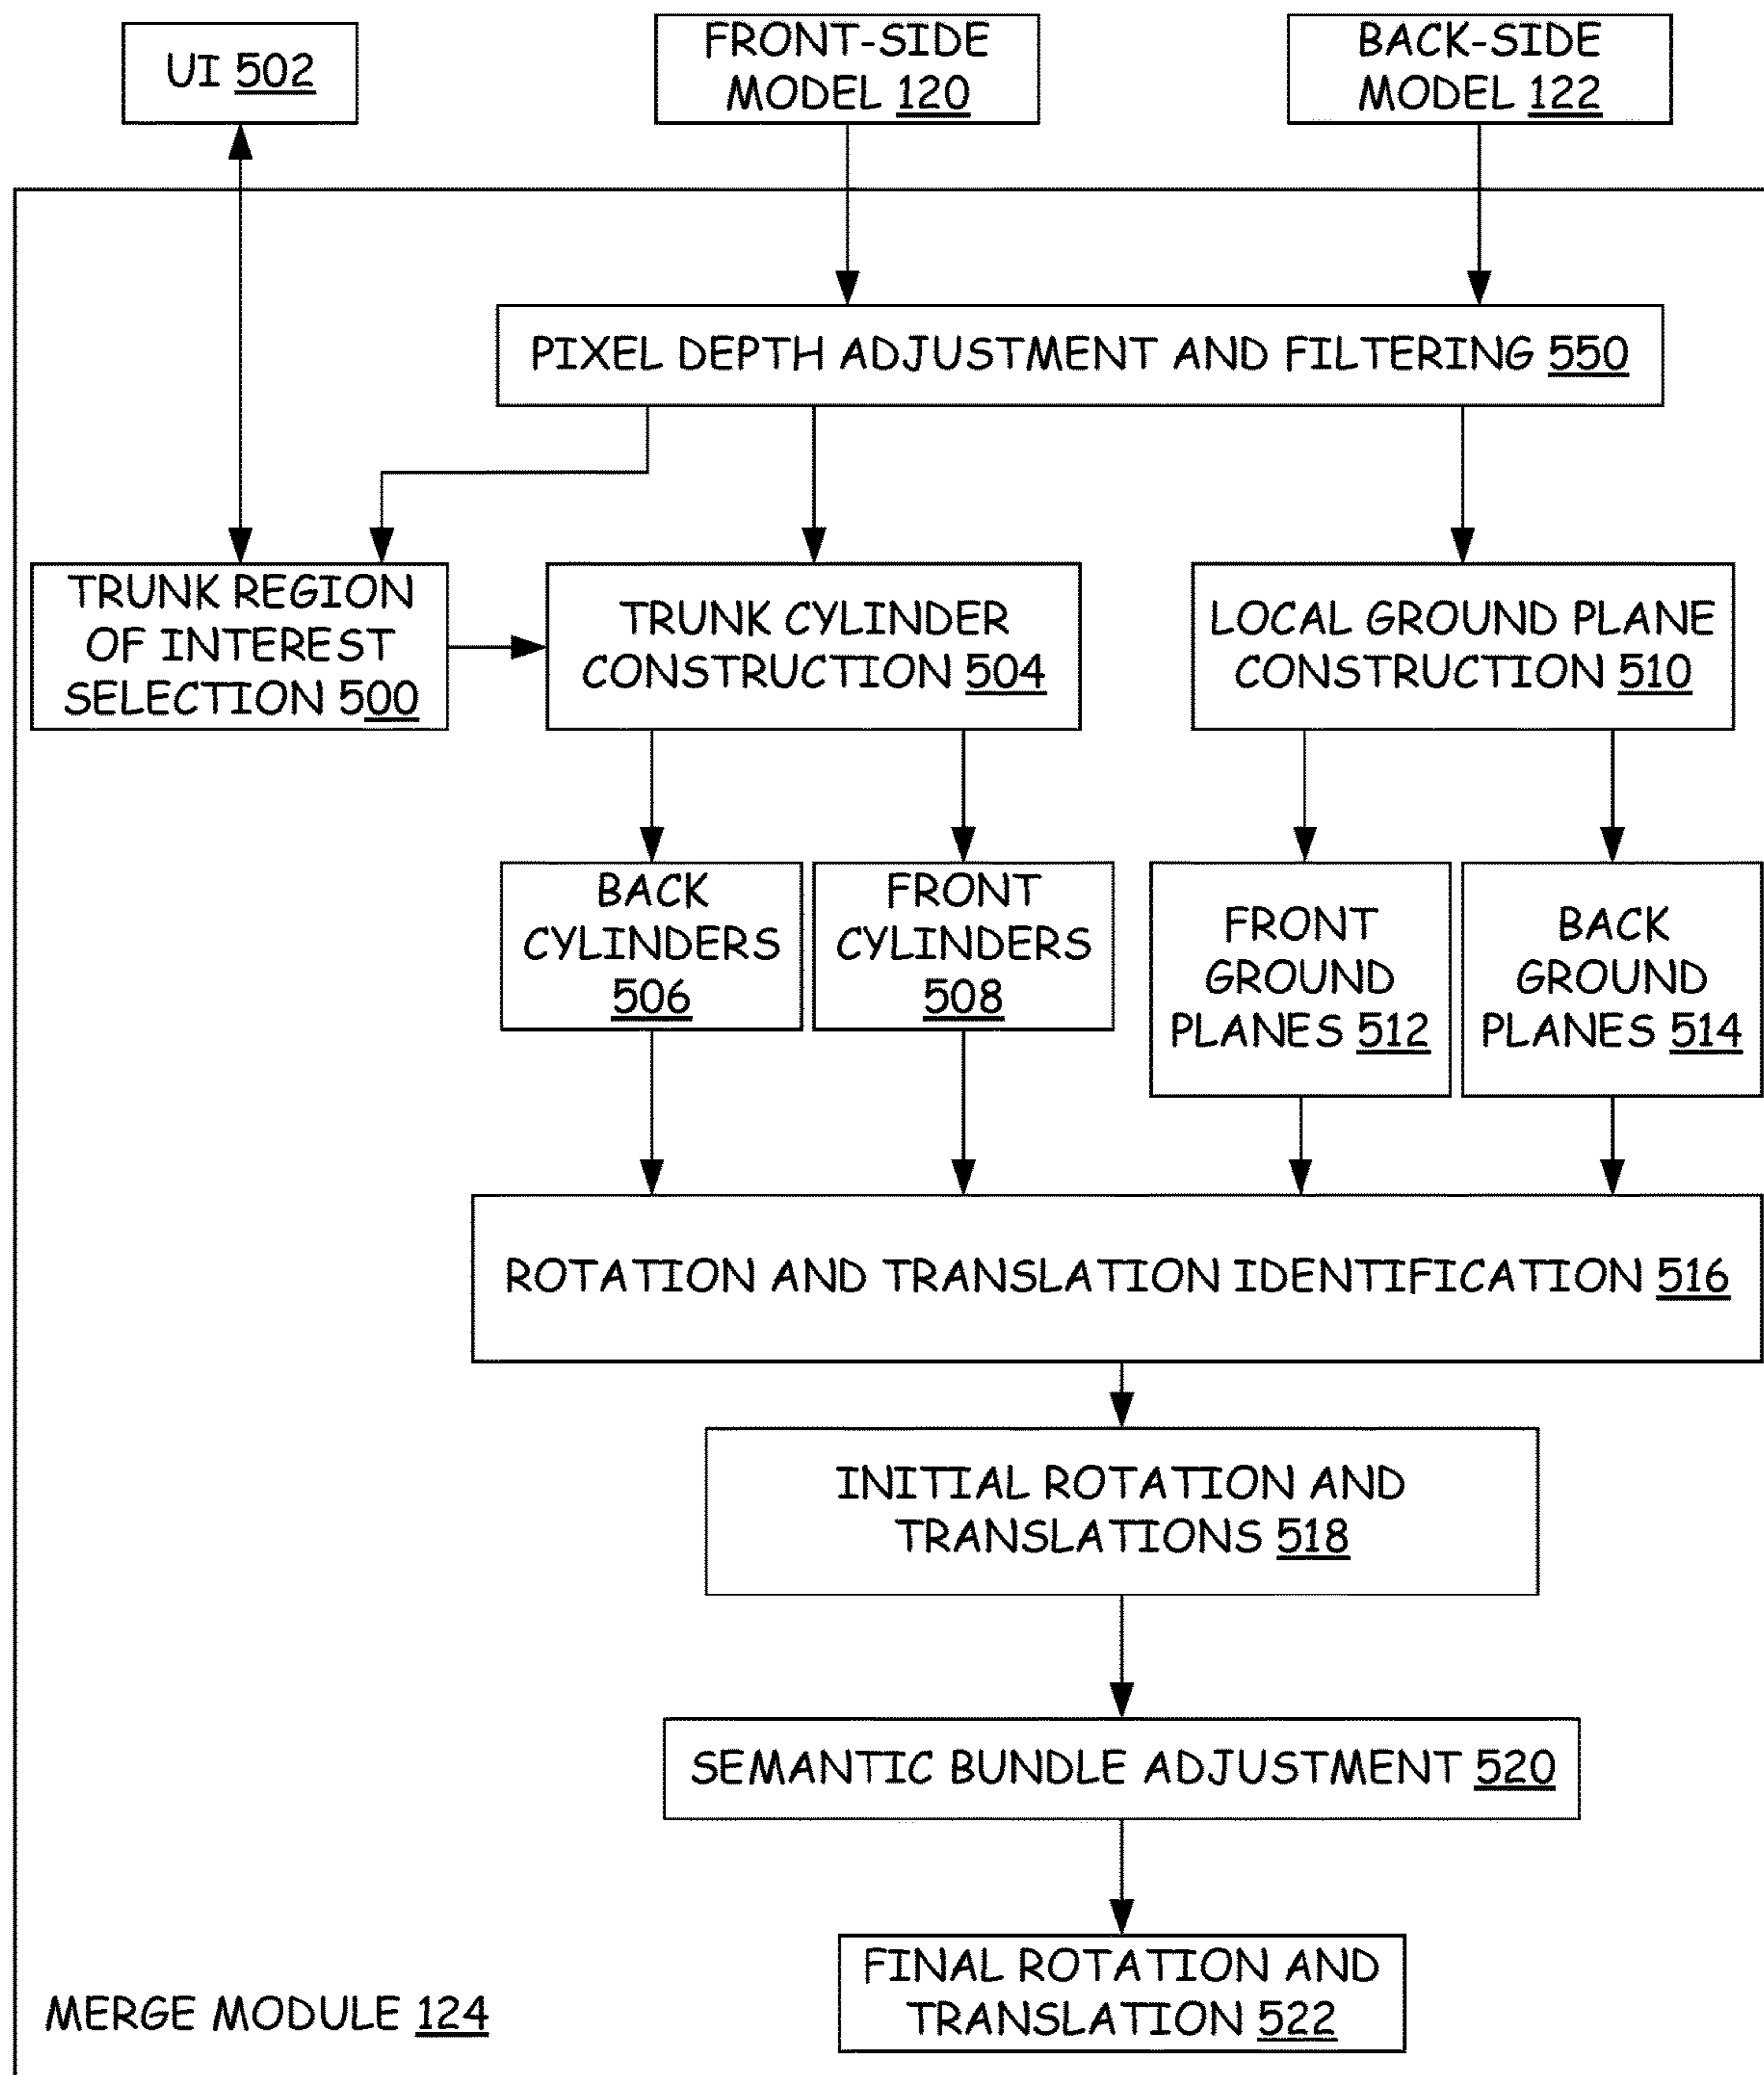 UI 502
FRONT-SIDE
MODEL 120
BACK-SIDE
MODEL 122
PIXEL DEPTH ADJUSTMENT AND FILTERING 550
TRUNK REGION
OF INTEREST
SELECTION 500
TRUNK CYLINDER
CONSTRUCTION 504
LOCAL GROUND PLANE
CONSTRUCTION 510
BACK
CYLINDERS
506
FRONT
CYLINDERS
508
FRONT
GROUND
PLANES 512
BACK
GROUND
PLANES 514
ROTATION AND TRANSLATION IDENTIFICATION 516
INITIAL ROTATION AND
TRANSLATIONS 518
SEMANTIC BUNDLE ADJUSTMENT 520
FINAL ROTATION AND
TRANSLATION 522
MERGE MODULE 124